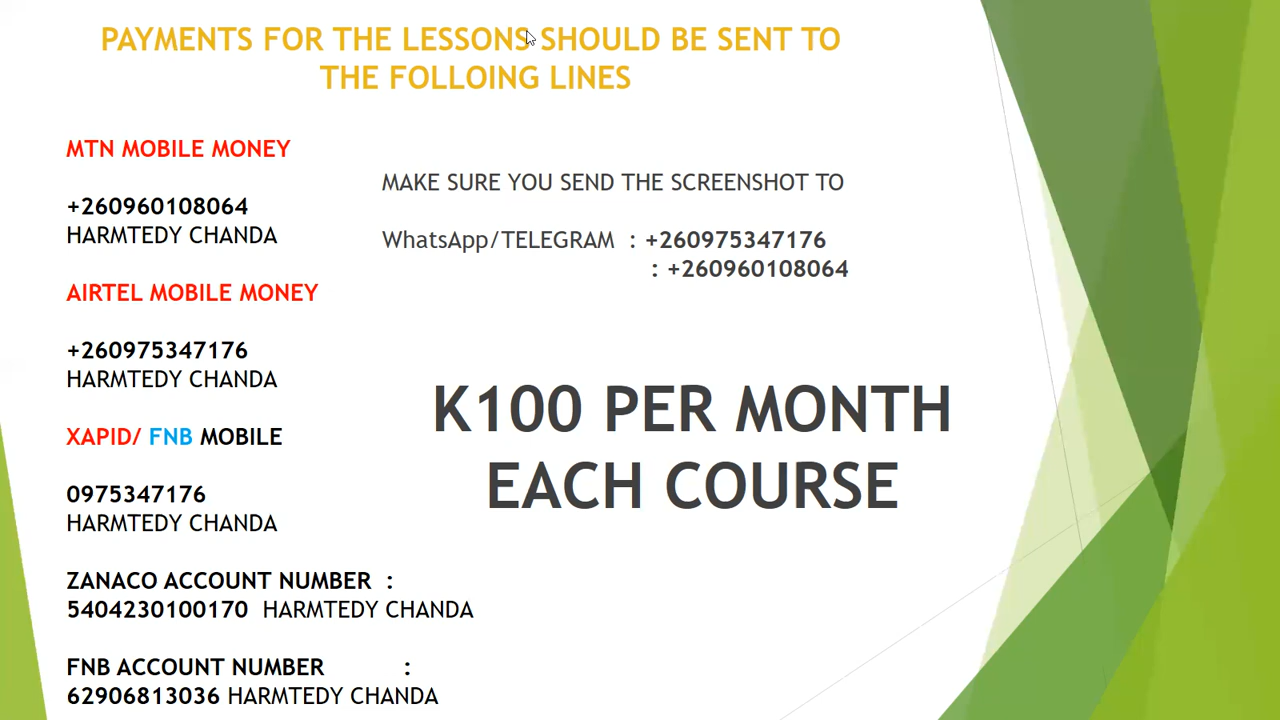 PAYMENTS FOR THE LESSONS SHOULD BE SENT TO
THE FOLLOING LINES
MTN MOBILE MONEY
+260960108064
HARMTEDY CHANDA
AIRTEL MOBILE MONEY
+260975347176
HARMTEDY CHANDA
XAPID/ FNB MOBILE
0975347176
HARMTEDY CHANDA
ZANACO ACCOUNT NUMBER :
5404230100170 HARMTEDY CHANDA
FNB ACCOUNT NUMBER :
62906813036 HARMTEDY CHANDA
MAKE SURE YOU SEND THE SCREENSHOT TO
WhatsApp/TELEGRAM : +260975347176
: +260960108064
K100 PER MONTH
EACH COURSE